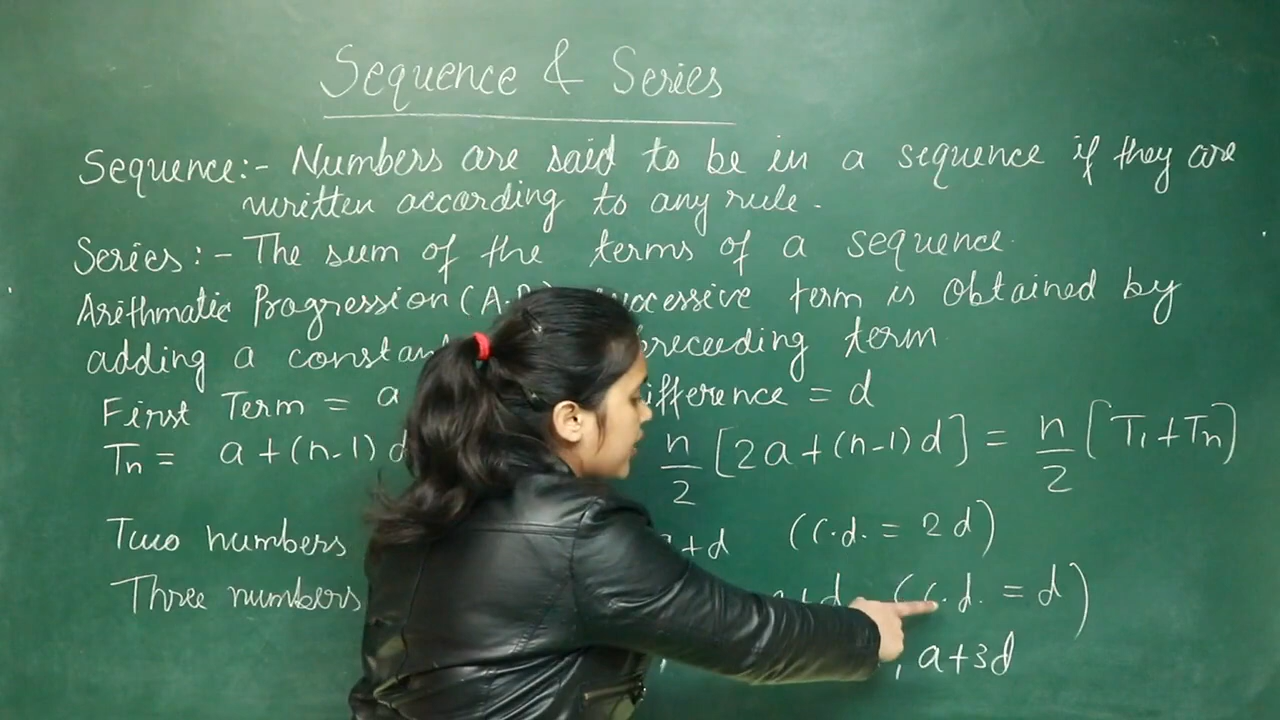 Sequence & Series
Sequence:- Numbers are said to be in a sequence if they are
written according to any rule.
Series:- The sum of the terms of a sequence.
Arithmatic Progression (A.P) successive term is obtained by
adding a constant preceeding term
First Term = a ifference = d
Tn = a+(n-1)d n/2 [2a+(n-1)d] = n/2 [T1+Tn]
Two numbers a+d (c.d. = 2d)
Three numbers a+d (c.d. = d)
, a+3d